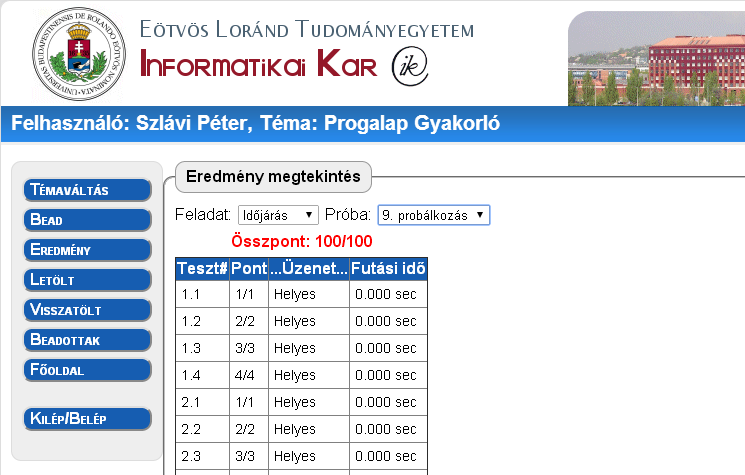 EÖTVÖS LORÁND TUDOMÁNYEGYETEM
INFORMATIKAI KAR ik
Felhasználó: Szlávi Péter, Téma: Progalap Gyakorló
TÉMAVÁLTÁS
BEAD
EREDMÉNY
LETÖLT
VISSZATÖLT
BEADOTTAK
FŐOLDAL
KILÉP/BELÉP
Eredmény megtekintés
Feladat: Időjárás Próba: 9. probálkozás
Összpont: 100/100
Teszt# Pont ...Üzenet... Futási idő
1.1 1/1 Helyes 0.000 sec
1.2 2/2 Helyes 0.000 sec
1.3 3/3 Helyes 0.000 sec
1.4 4/4 Helyes 0.000 sec
2.1 1/1 Helyes 0.000 sec
2.2 2/2 Helyes 0.000 sec
2.3 3/3 Helyes 0.000 sec